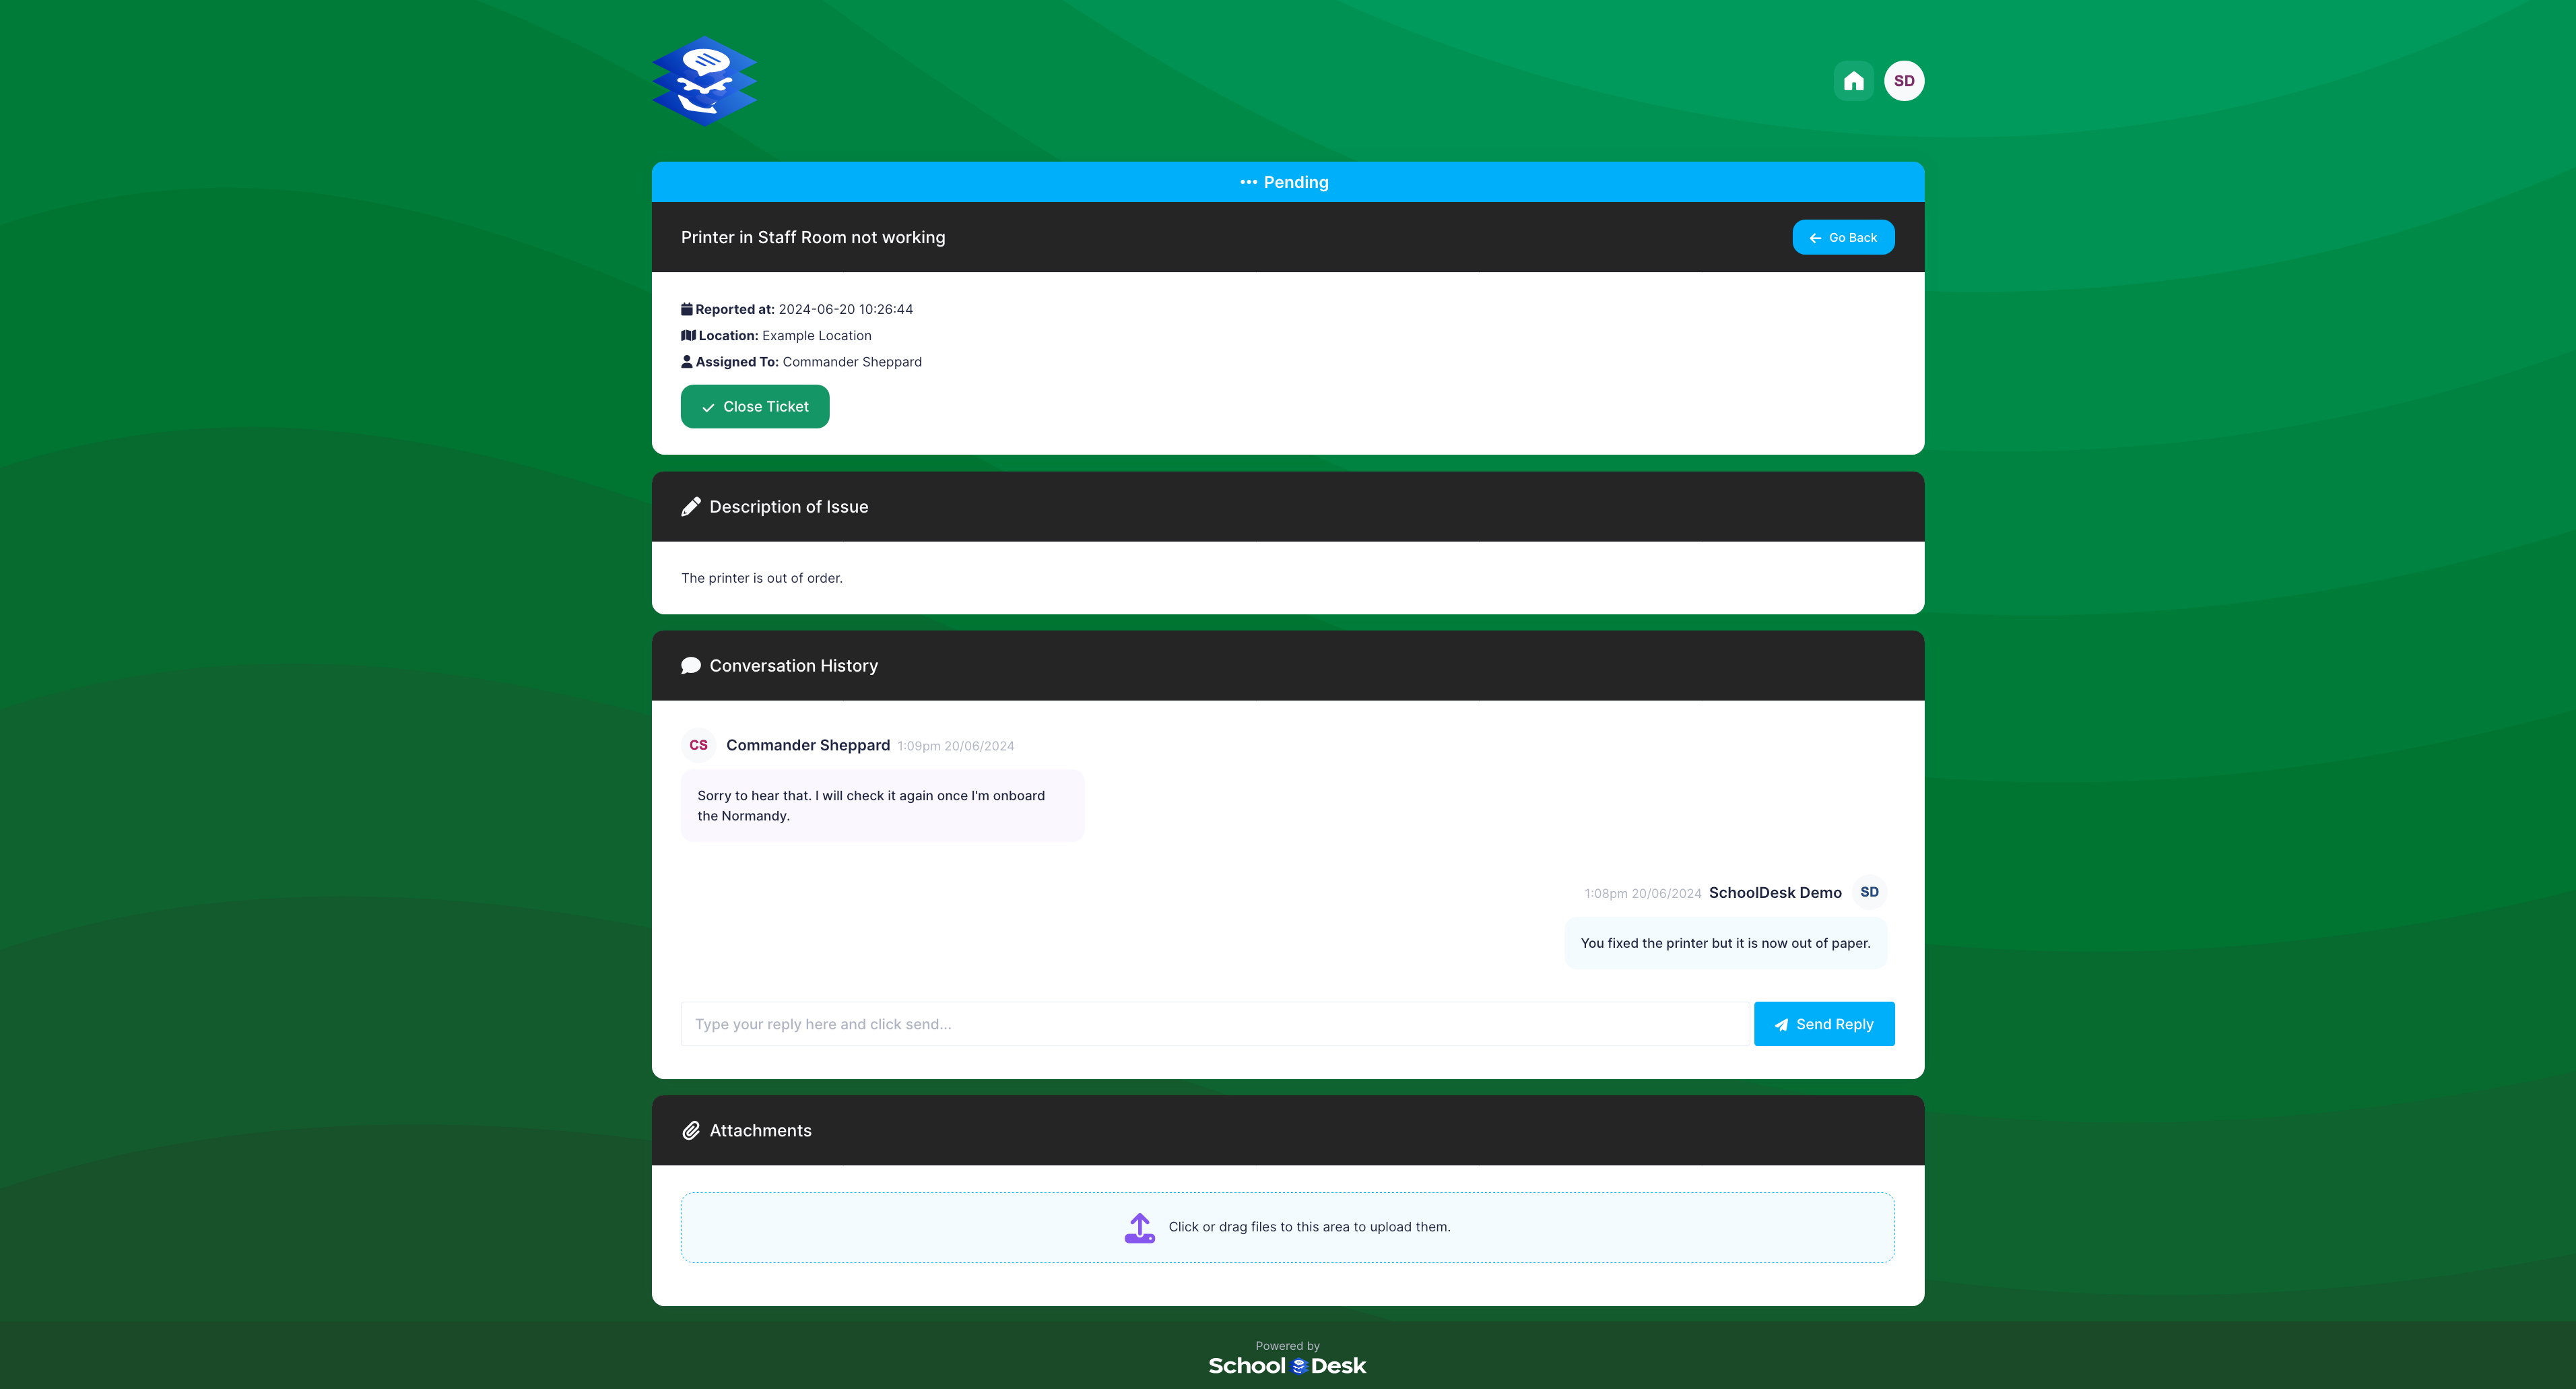 SD
••• Pending
Printer in Staff Room not working
Go Back
Reported at: 2024-06-20 10:26:44
Location: Example Location
Assigned To: Commander Sheppard
Close Ticket
Description of Issue
The printer is out of order.
Conversation History
CS Commander Sheppard 1:09pm 20/06/2024
Sorry to hear that. I will check it again once I'm onboard
the Normandy.
1:08pm 20/06/2024 SchoolDesk Demo SD
You fixed the printer but it is now out of paper.
Type your reply here and click send...
Send Reply
Attachments
Click or drag files to this area to upload them.
Powered by
School Desk